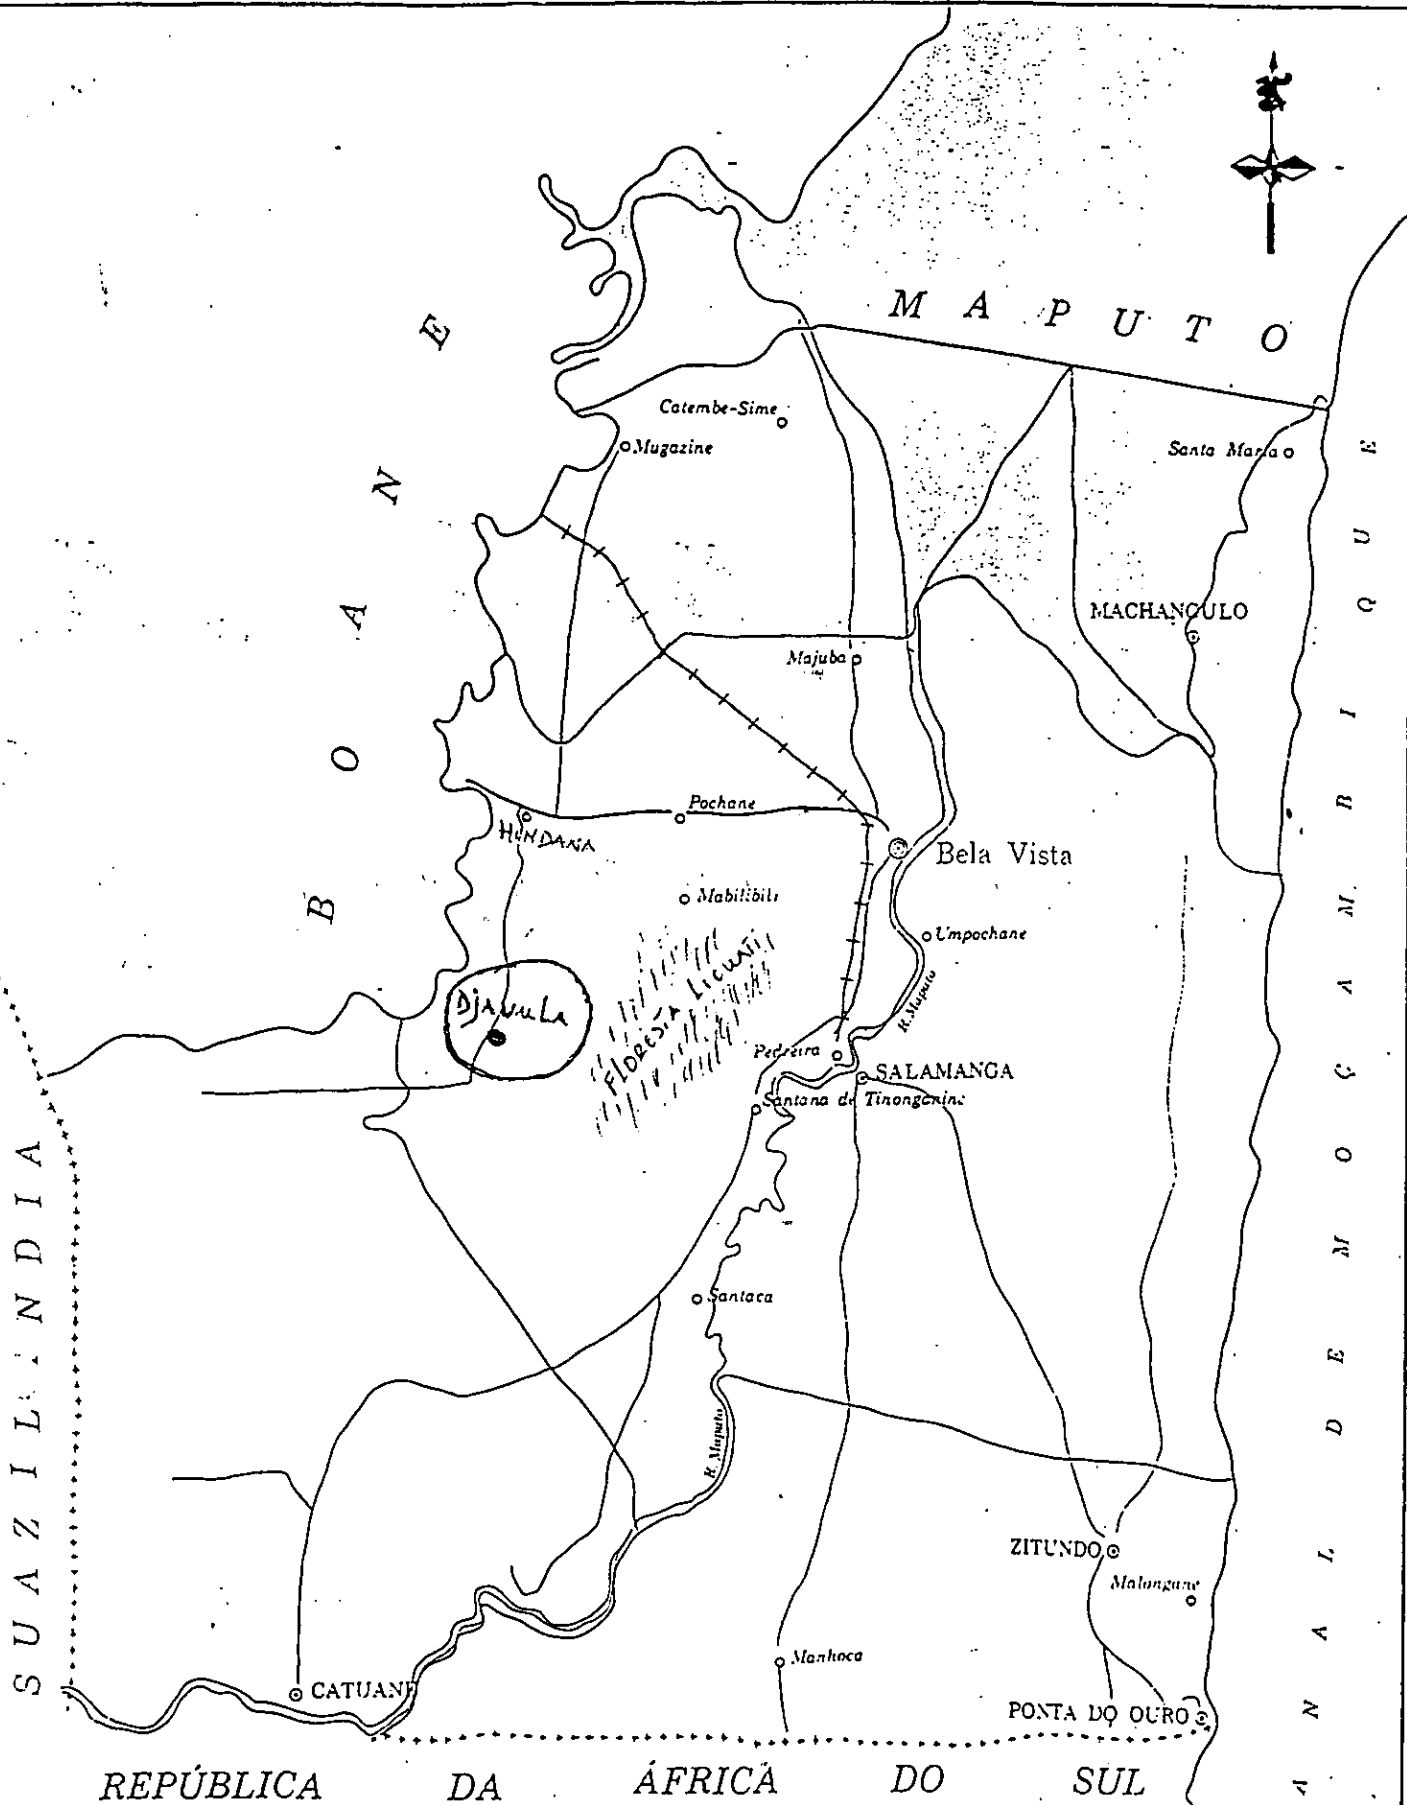 MAPUTO
BOANE
Catembe-Sime
Mugazine
Santa Maria
MACHANGULO
Majuba
Pochane
HINDANA
Bela Vista
Mabilibili
Umpochane
DJAVULA
FLORESTA LICUATI
R. Maputo
Pedreira
SALAMANGA
Santana de Tinonganine
Santaca
R. Maputo
ZITUNDO
Malongane
Manhoca
CATUANE
PONTA DO OURO
CANAL DE MOÇAMBIQUE
REPÚBLICA DA ÁFRICA DO SUL